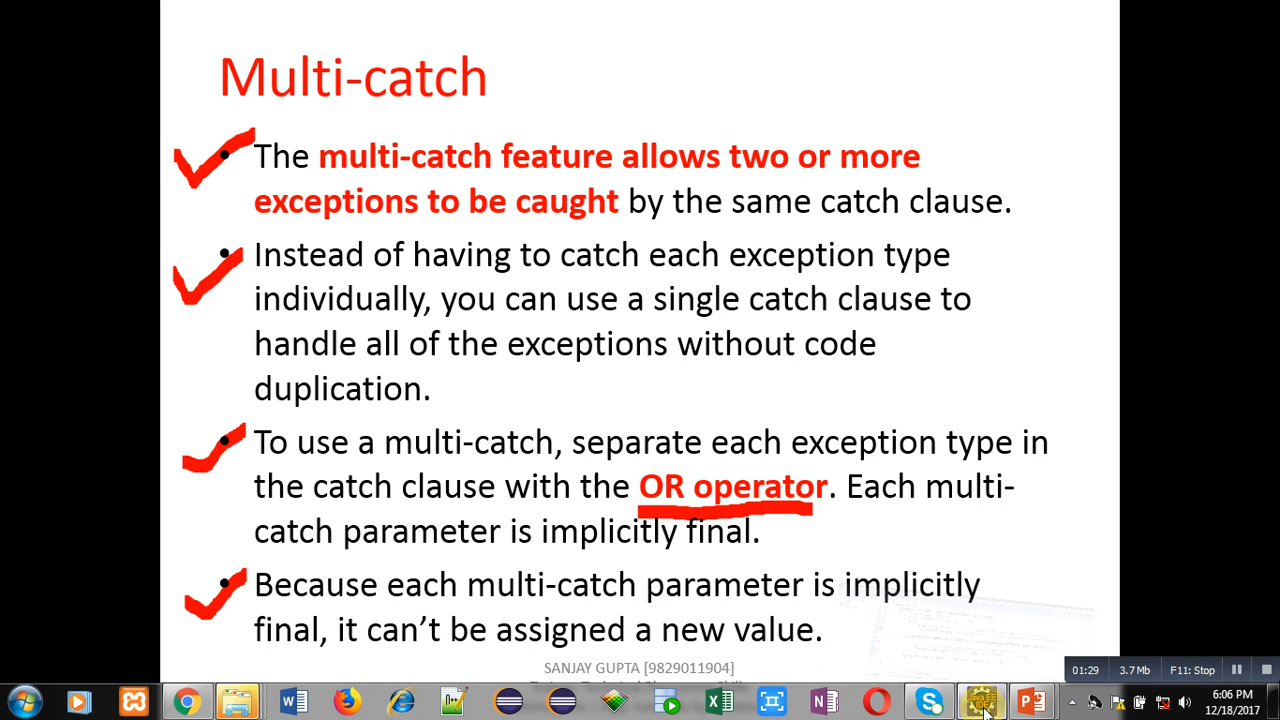 Multi-catch
• The multi-catch feature allows two or more
exceptions to be caught by the same catch clause.
• Instead of having to catch each exception type
individually, you can use a single catch clause to
handle all of the exceptions without code
duplication.
• To use a multi-catch, separate each exception type in
the catch clause with the OR operator. Each multi-
catch parameter is implicitly final.
• Because each multi-catch parameter is implicitly
final, it can’t be assigned a new value.
SANJAY GUPTA [9829011904]
01:29 3.7 Mb F11: Stop
Java EE
IDE
6:06 PM
12/18/2017